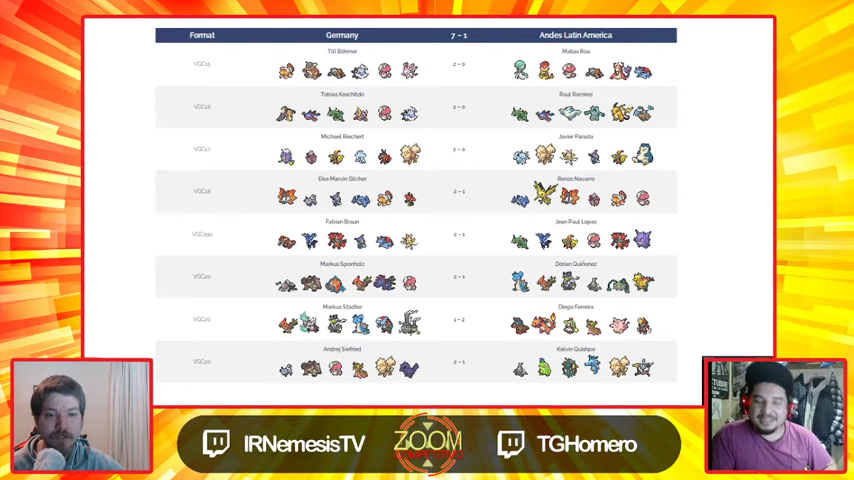 Format Germany 7 - 1 Andes Latin America
Till Böhmer Matias Roa
VGC15 2 - 0
Tobias Koschitzki Raul Ramirez
VGC16 2 - 0
Michael Reichert Javier Parada
VGC17 2 - 0
Eike Marvin Gilcher Renzo Navarro
VGC18 2 - 1
Fabian Braun Jean Paul Lopez
VGC19U 2 - 1
Markus Sponholz Dorian Quiñonez
VGC20 2 - 1
Markus Stadter Diego Ferreira
VGC20 1 - 2
Andrej Siefried Kelvin Quishpe
VGC20 2 - 1
IRNemesisTV ZOOM TGHomero